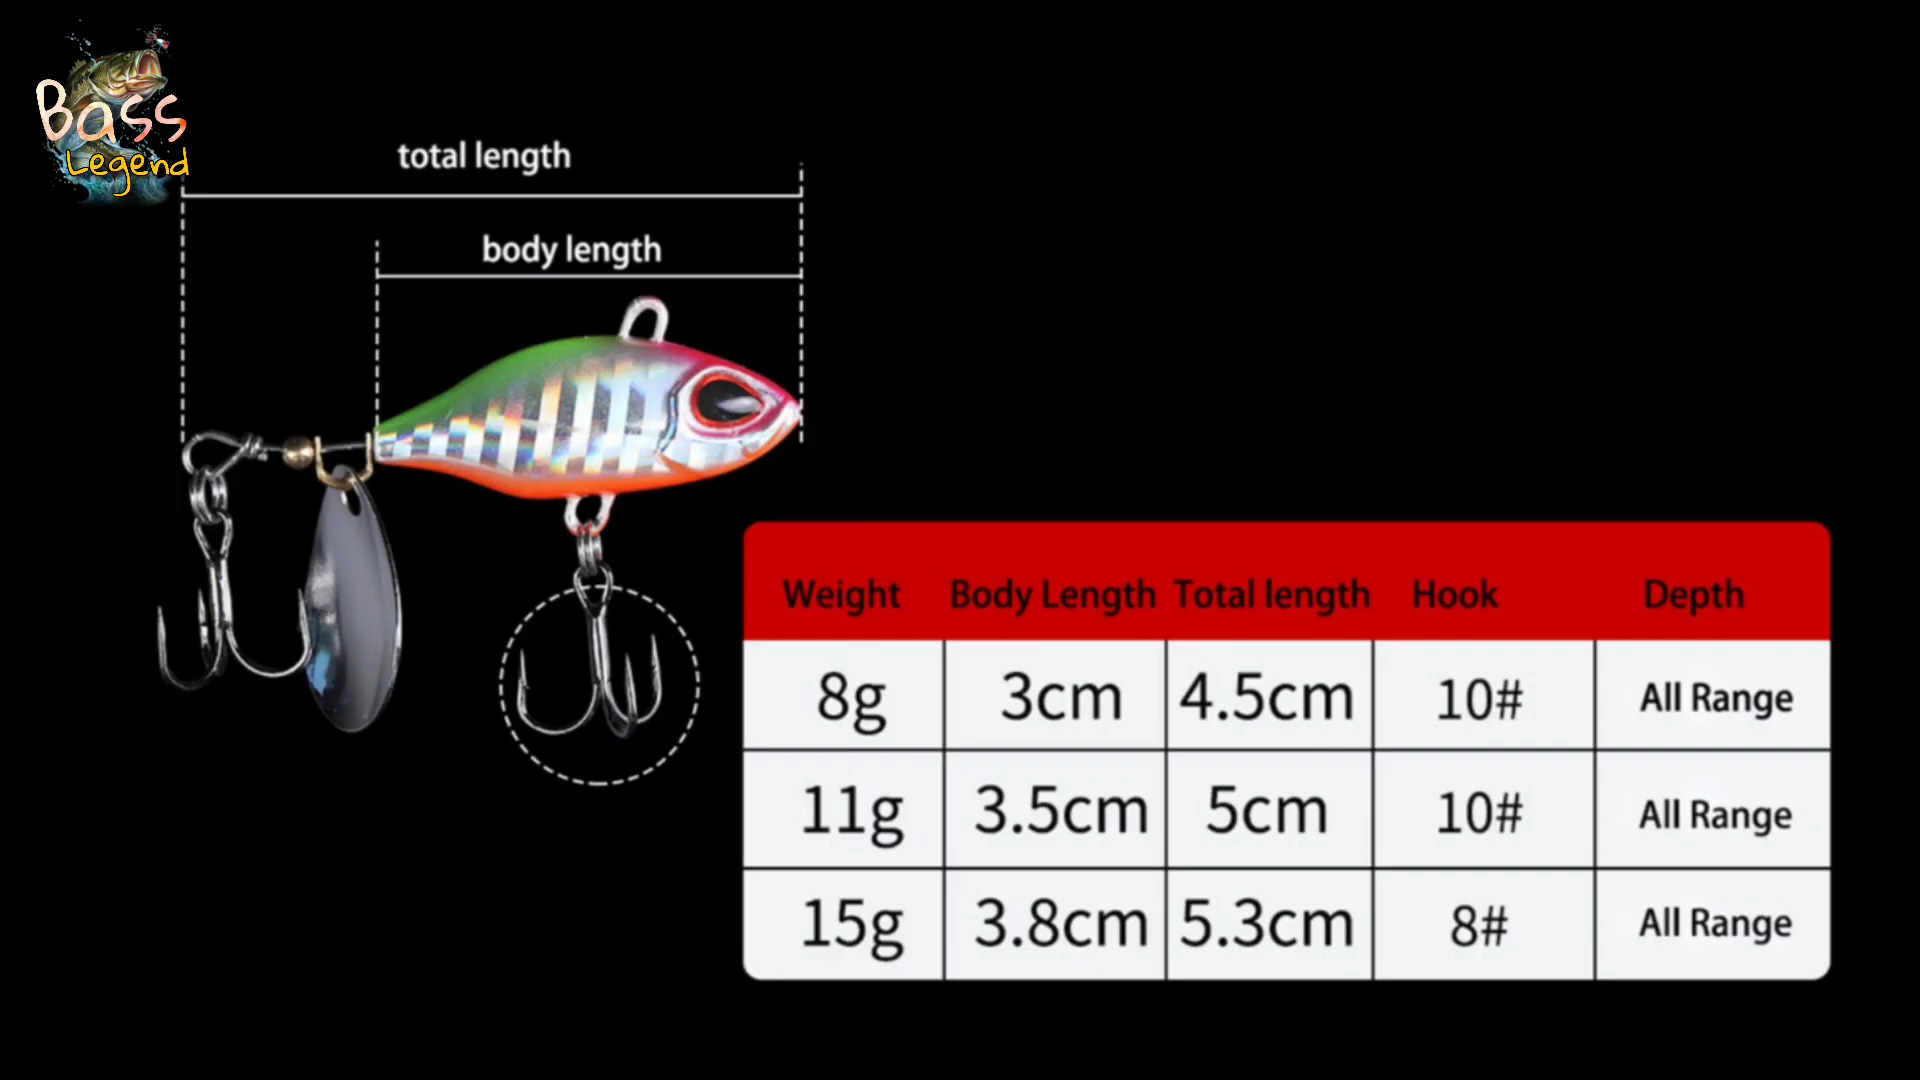 Bass
Legend
total length
body length
Weight Body Length Total length Hook Depth
8g 3cm 4.5cm 10# All Range
11g 3.5cm 5cm 10# All Range
15g 3.8cm 5.3cm 8# All Range